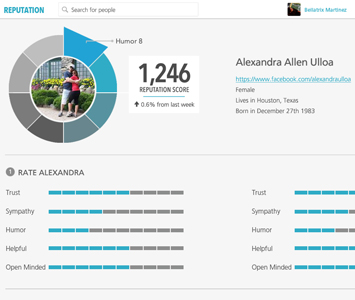 REPUTATION
Search for people
Bellatrix Martinez
Humor 8
1,246
REPUTATION SCORE
0.6% from last week
Alexandra Allen Ulloa
https://www.facebook.com/alexandraulloa
Female
Lives in Houston, Texas
Born in December 27th 1983
RATE ALEXANDRA
Trust
Trust
Sympathy
Sympathy
Humor
Humor
Helpful
Helpful
Open Minded
Open Minded